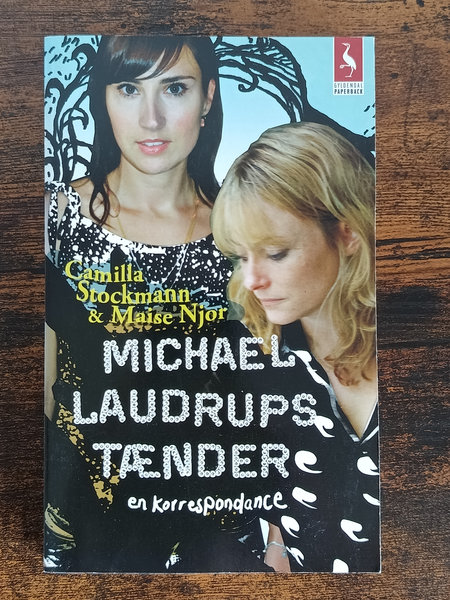 GYLDENDAL
PAPERBACK
Camilla
Stockmann
& Maise Njor
MICHAEL
LAUDRUPS
TÆNDER
en korrespondance